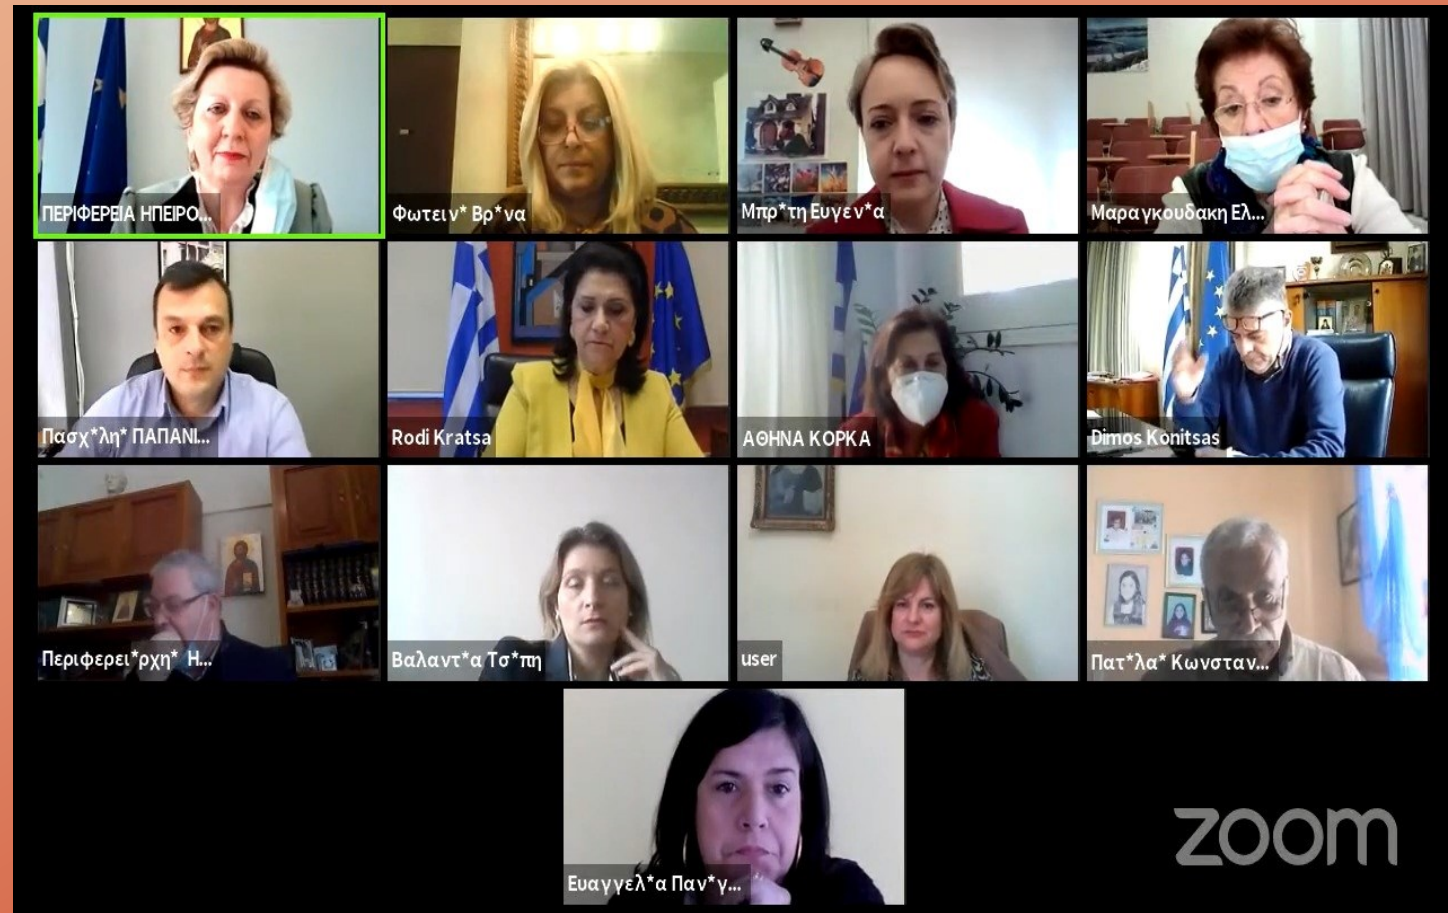 ΠΕΡΙΦΕΡΕΙΑ ΗΠΕΙΡΟ...
Φωτειν* Βρ*να
Μπρ*τη Ευγεν*α
Μαραγκουδακη Ελ...
Πασχ*λη* ΠΑΠΑΝΙ...
Rodi Kratsa
ΑΘΗΝΑ ΚΟΡΚΑ
Dimos Konitsas
Περιφερει*ρχη* Η...
Βαλαντ*α Τσ*πη
user
Πατ*λα* Κωνσταν...
Ευαγγελ*α Παν*γ...
zoom